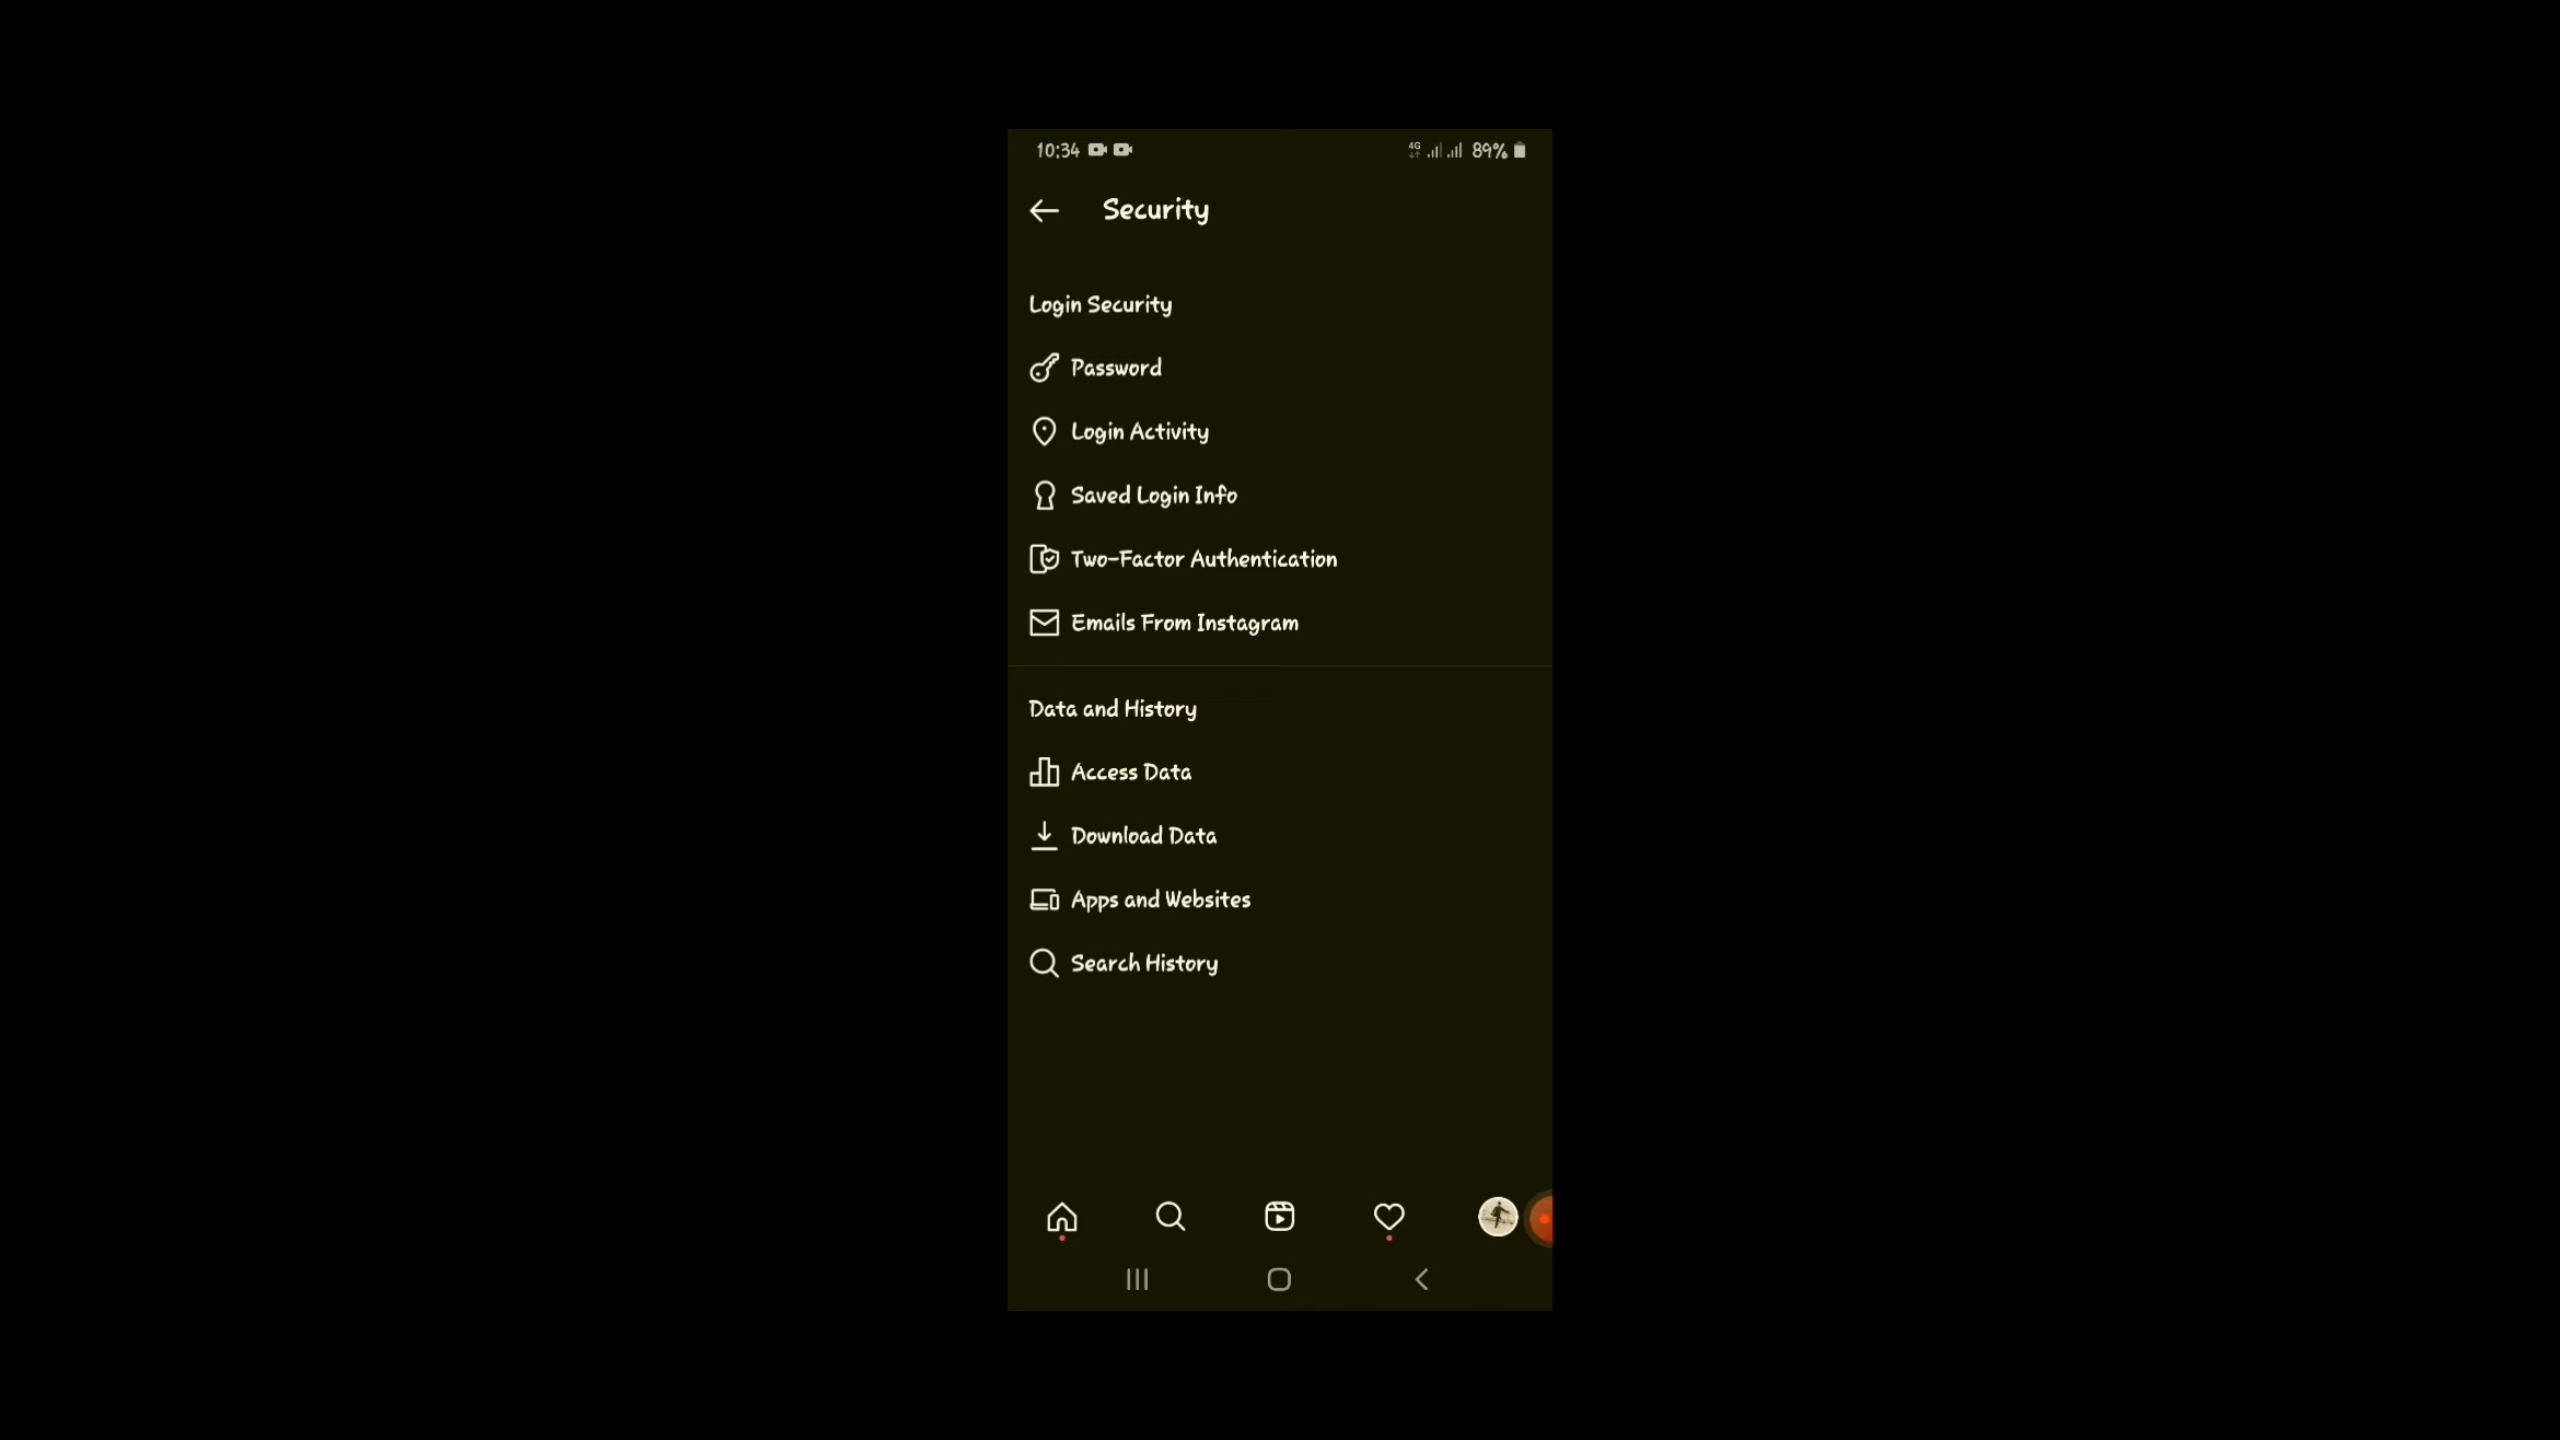 10:34
4G 89%
Security
Login Security
Password
Login Activity
Saved Login Info
Two-Factor Authentication
Emails From Instagram
Data and History
Access Data
Download Data
Apps and Websites
Search History